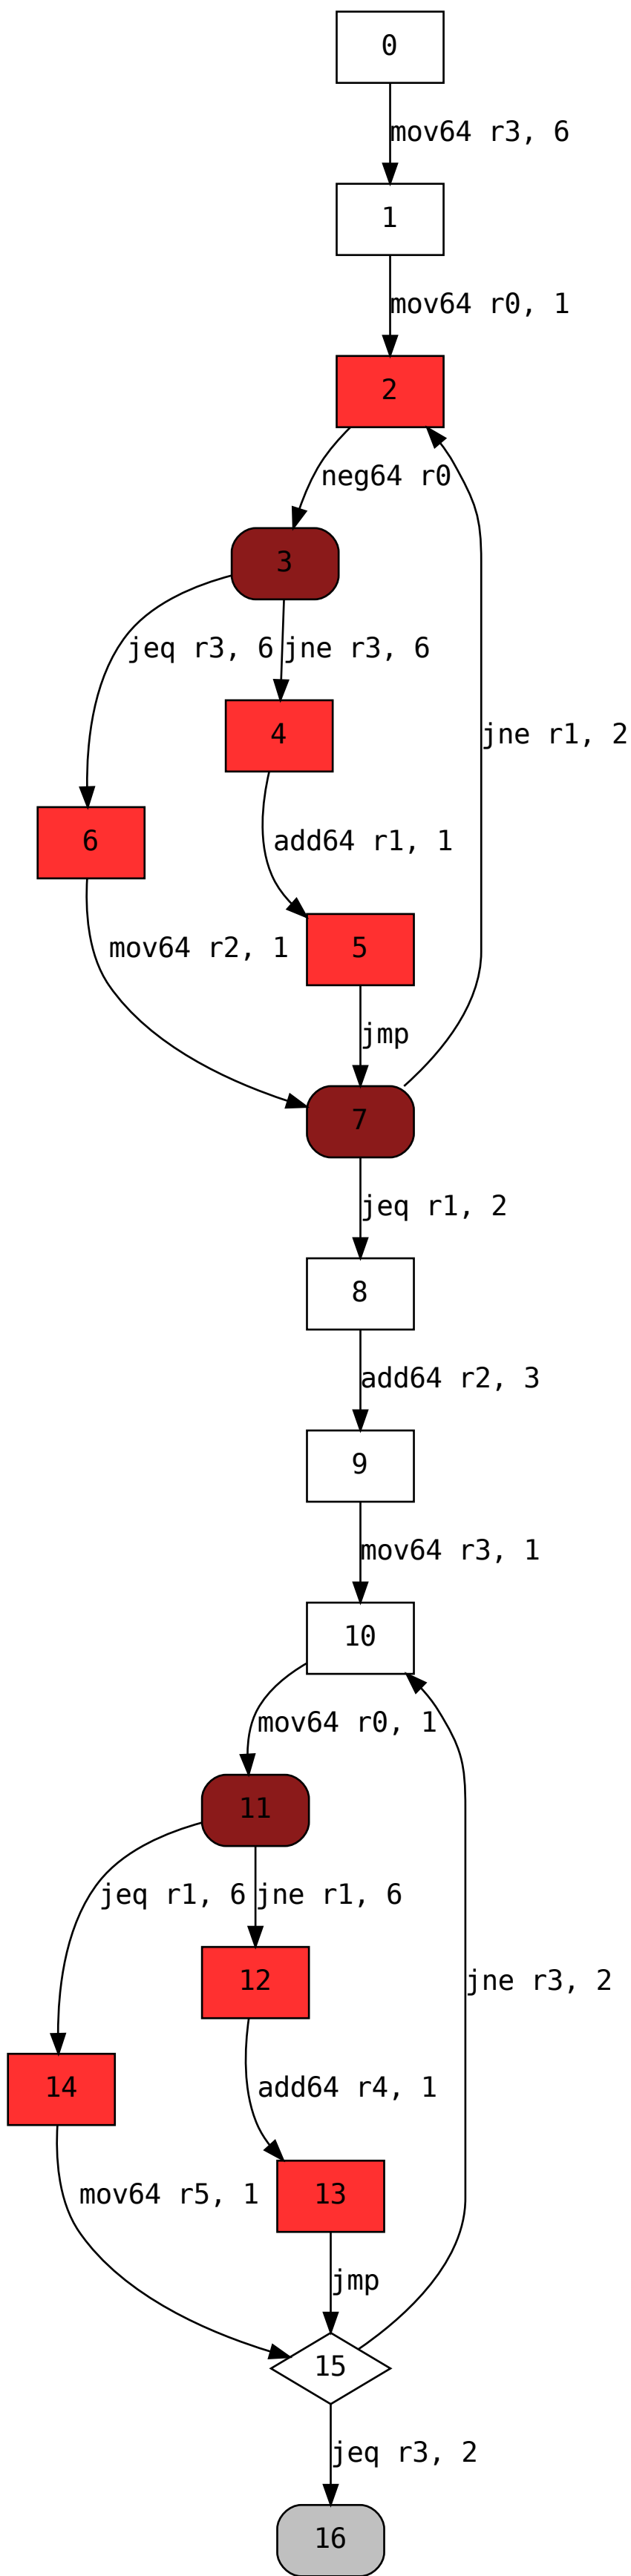 0
mov64 r3, 6
1
mov64 r0, 1
2
neg64 r0
3
jeq r3, 6
jne r3, 6
4
jne r1, 2
6
add64 r1, 1
mov64 r2, 1
5
jmp
7
jeq r1, 2
8
add64 r2, 3
9
mov64 r3, 1
10
mov64 r0, 1
11
jeq r1, 6
jne r1, 6
12
jne r3, 2
14
add64 r4, 1
mov64 r5, 1
13
jmp
15
jeq r3, 2
16